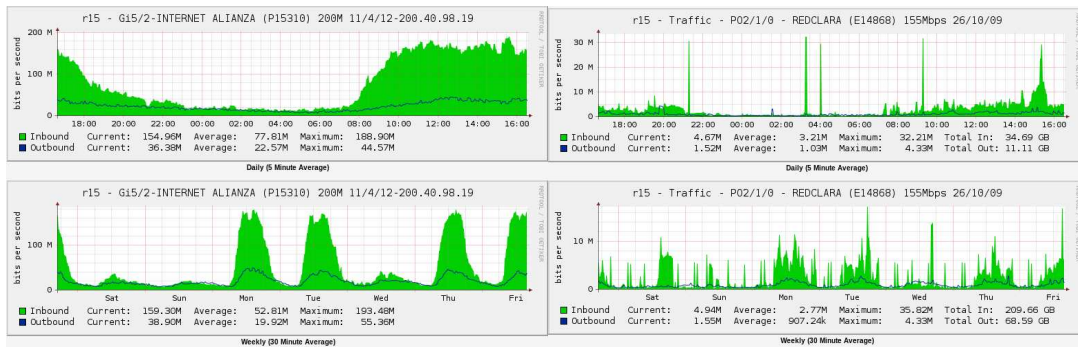 r15 - Gi5/2-INTERNET ALIANZA (P15310) 200M 11/4/12-200.40.98.19
RRDTOOL / TOBI OETIKER
bits per second
200 M
100 M
0
18:00 20:00 22:00 00:00 02:00 04:00 06:00 08:00 10:00 12:00 14:00 16:00
Inbound Current: 154.96M Average: 77.81M Maximum: 188.90M
Outbound Current: 36.38M Average: 22.57M Maximum: 44.57M
Daily (5 Minute Average)
r15 - Traffic - PO2/1/0 - REDCLARA (E14868) 155Mbps 26/10/09
bits per second
30 M
20 M
10 M
0
18:00 20:00 22:00 00:00 02:00 04:00 06:00 08:00 10:00 12:00 14:00 16:00
Inbound Current: 4.67M Average: 3.21M Maximum: 32.21M Total In: 34.69 GB
Outbound Current: 1.52M Average: 1.03M Maximum: 4.33M Total Out: 11.11 GB
Daily (5 Minute Average)
r15 - Gi5/2-INTERNET ALIANZA (P15310) 200M 11/4/12-200.40.98.19
RRDTOOL / TOBI OETIKER
bits per second
100 M
0
Sat Sun Mon Tue Wed Thu Fri
Inbound Current: 159.30M Average: 52.81M Maximum: 193.48M
Outbound Current: 38.90M Average: 19.92M Maximum: 55.36M
Weekly (30 Minute Average)
r15 - Traffic - PO2/1/0 - REDCLARA (E14868) 155Mbps 26/10/09
bits per second
10 M
0
Sat Sun Mon Tue Wed Thu Fri
Inbound Current: 4.94M Average: 2.77M Maximum: 35.82M Total In: 209.66 GB
Outbound Current: 1.55M Average: 907.24k Maximum: 4.33M Total Out: 68.59 GB
Weekly (30 Minute Average)